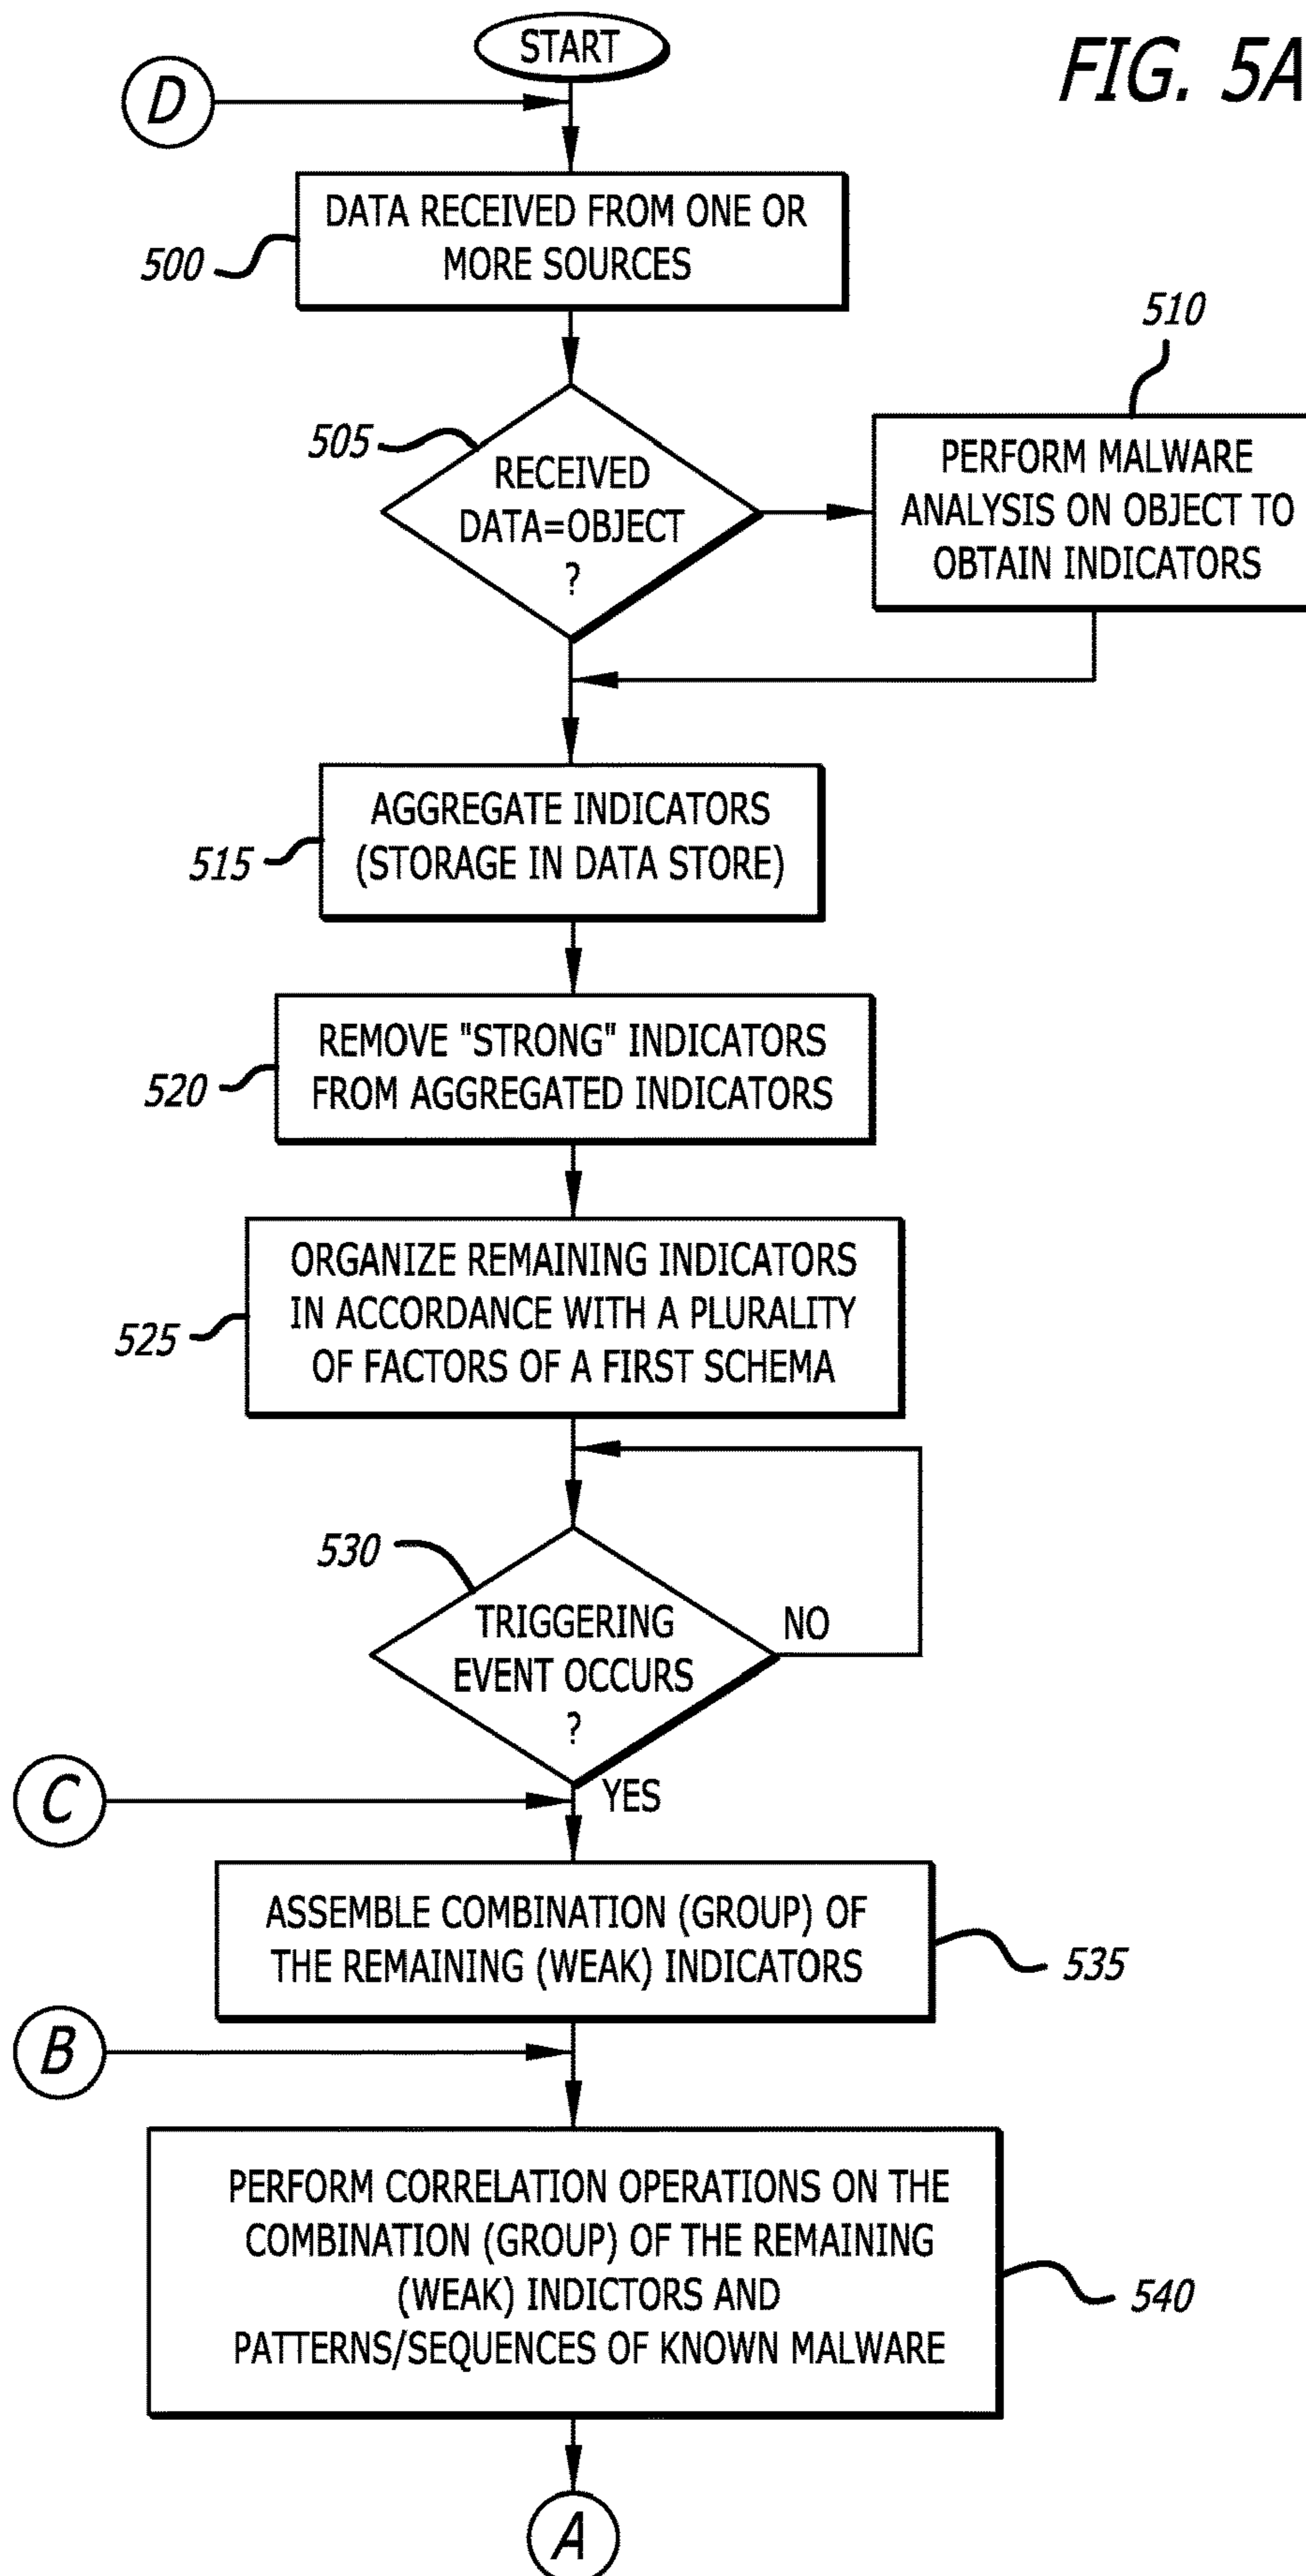 FIG. 5A
START
D
DATA RECEIVED FROM ONE OR
MORE SOURCES
500
510
505
RECEIVED
DATA=OBJECT
?
PERFORM MALWARE
ANALYSIS ON OBJECT TO
OBTAIN INDICATORS
AGGREGATE INDICATORS
(STORAGE IN DATA STORE)
515
REMOVE "STRONG" INDICATORS
FROM AGGREGATED INDICATORS
520
ORGANIZE REMAINING INDICATORS
IN ACCORDANCE WITH A PLURALITY
OF FACTORS OF A FIRST SCHEMA
525
530
TRIGGERING
EVENT OCCURS
?
NO
YES
C
ASSEMBLE COMBINATION (GROUP) OF
THE REMAINING (WEAK) INDICATORS
535
B
PERFORM CORRELATION OPERATIONS ON THE
COMBINATION (GROUP) OF THE REMAINING
(WEAK) INDICTORS AND
PATTERNS/SEQUENCES OF KNOWN MALWARE
540
A